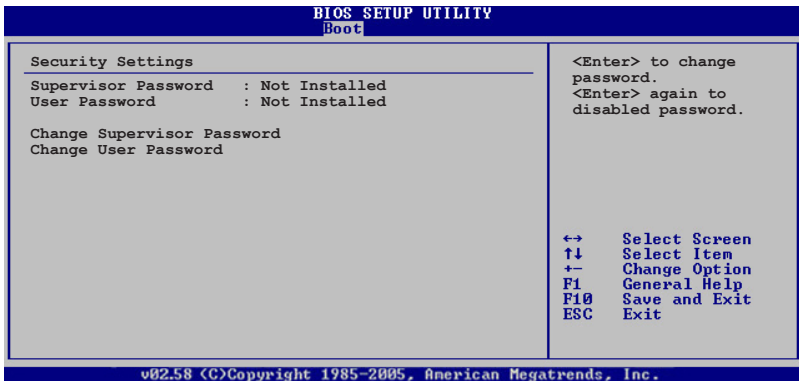 BIOS SETUP UTILITY
Boot
Security Settings
Supervisor Password : Not Installed
User Password : Not Installed
Change Supervisor Password
Change User Password
<Enter> to change
password.
<Enter> again to
disabled password.
←→ Select Screen
↑↓ Select Item
+- Change Option
F1 General Help
F10 Save and Exit
ESC Exit
v02.58 (C)Copyright 1985-2005, American Megatrends, Inc.